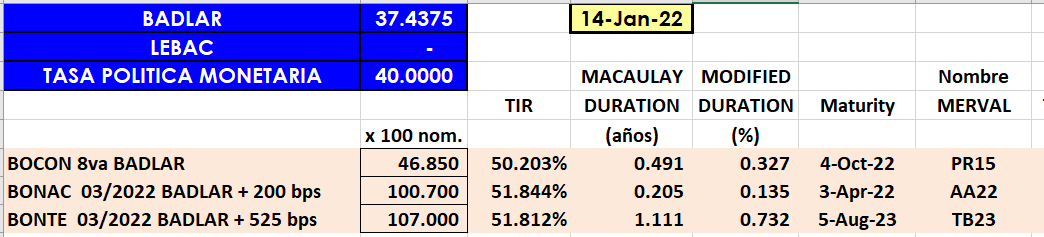 BADLAR 37.4375 14-Jan-22
LEBAC -
TASA POLITICA MONETARIA 40.0000 MACAULAY MODIFIED Nombre
TIR DURATION DURATION Maturity MERVAL
x 100 nom. (años) (%)
BOCON 8va BADLAR 46.850 50.203% 0.491 0.327 4-Oct-22 PR15
BONAC 03/2022 BADLAR + 200 bps 100.700 51.844% 0.205 0.135 3-Apr-22 AA22
BONTE 03/2022 BADLAR + 525 bps 107.000 51.812% 1.111 0.732 5-Aug-23 TB23